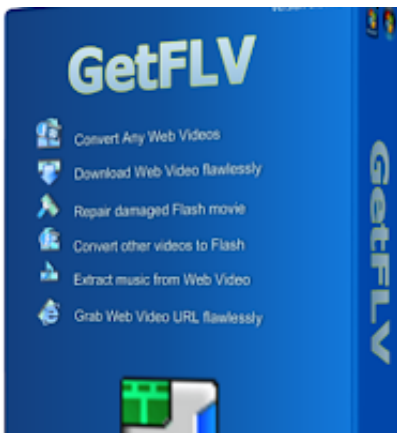 GetFLV
Convert Any Web Videos
Download Web Video flawlessly
Repair damaged Flash movie
Convert other videos to Flash
Extract music from Web Video
Grab Web Video URL flawlessly
GetFLV